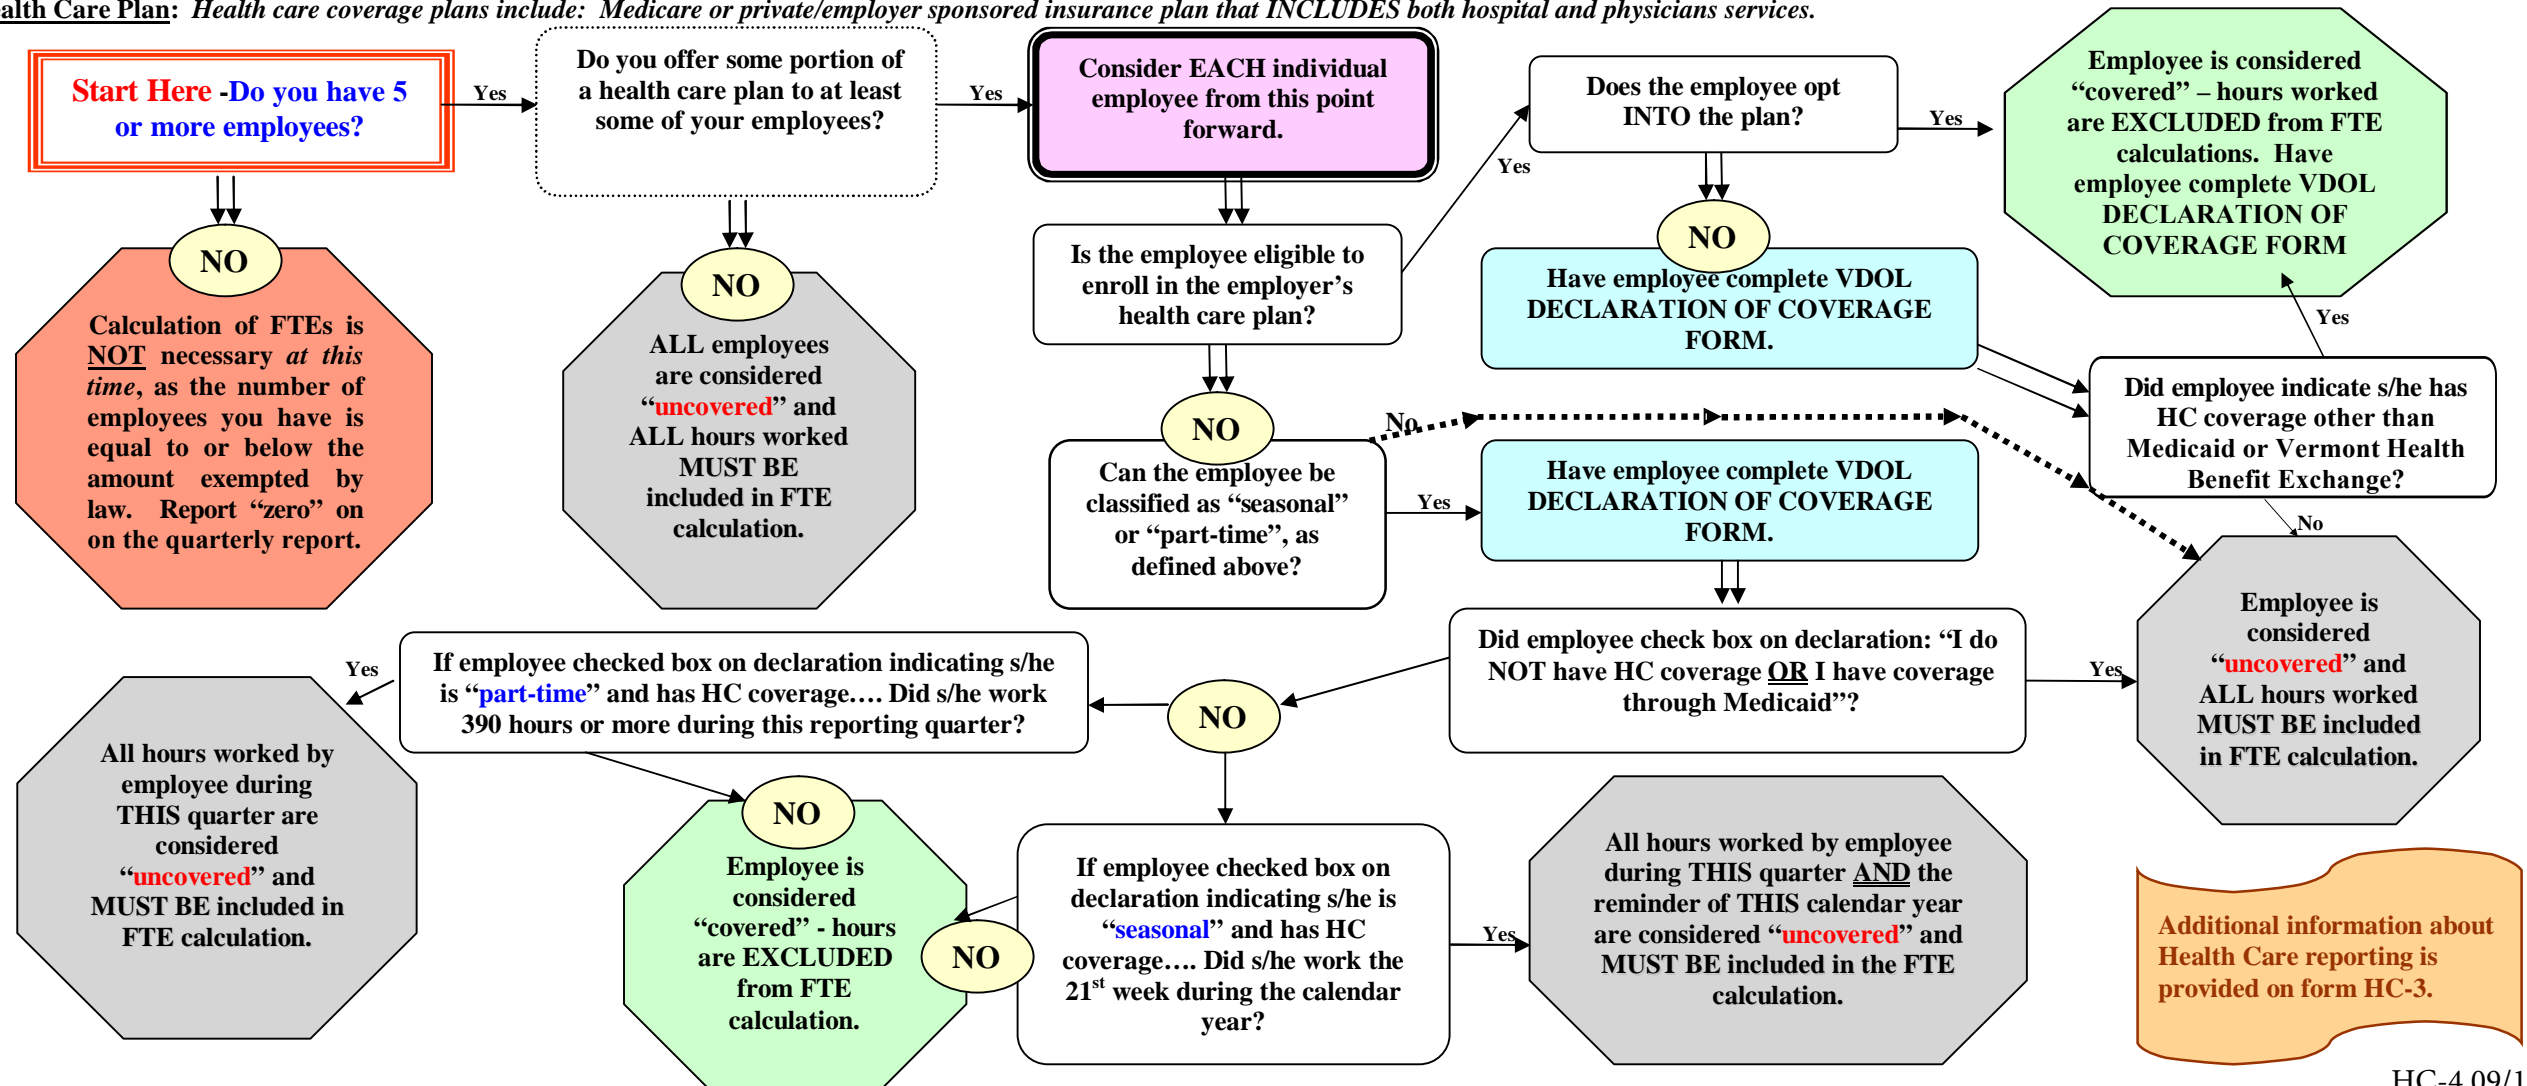 ealth Care Plan: Health care coverage plans include: Medicare or private/employer sponsored insurance plan that INCLUDES both hospital and physicians services.
Start Here -Do you have 5
or more employees?
Yes
Do you offer some portion of
a health care plan to at least
some of your employees?
Yes
Consider EACH individual
employee from this point
forward.
Does the employee opt
INTO the plan?
Yes
Yes
Employee is considered
“covered” – hours worked
are EXCLUDED from FTE
calculations. Have
employee complete VDOL
DECLARATION OF
COVERAGE FORM
NO
Calculation of FTEs is
NOT necessary at this
time, as the number of
employees you have is
equal to or below the
amount exempted by
law. Report “zero” on
on the quarterly report.
NO
ALL employees
are considered
“uncovered” and
ALL hours worked
MUST BE
included in FTE
calculation.
Is the employee eligible to
enroll in the employer’s
health care plan?
NO
Have employee complete VDOL
DECLARATION OF COVERAGE
FORM.
Yes
Did employee indicate s/he has
HC coverage other than
Medicaid or Vermont Health
Benefit Exchange?
No
NO
No
Can the employee be
classified as “seasonal”
or “part-time”, as
defined above?
Yes
Have employee complete VDOL
DECLARATION OF COVERAGE
FORM.
Employee is
considered
“uncovered” and
ALL hours worked
MUST BE included
in FTE calculation.
Did employee check box on declaration: “I do
NOT have HC coverage OR I have coverage
through Medicaid”?
Yes
NO
If employee checked box on declaration indicating s/he
is “part-time” and has HC coverage…. Did s/he work
390 hours or more during this reporting quarter?
Yes
All hours worked by
employee during
THIS quarter are
considered
“uncovered” and
MUST BE included in
FTE calculation.
NO
Employee is
considered
“covered” - hours
are EXCLUDED
from FTE
calculation.
NO
If employee checked box on
declaration indicating s/he is
“seasonal” and has HC
coverage…. Did s/he work the
21st week during the calendar
year?
Yes
All hours worked by employee
during THIS quarter AND the
reminder of THIS calendar year
are considered “uncovered” and
MUST BE included in the FTE
calculation.
Additional information about
Health Care reporting is
provided on form HC-3.
HC-4 09/1